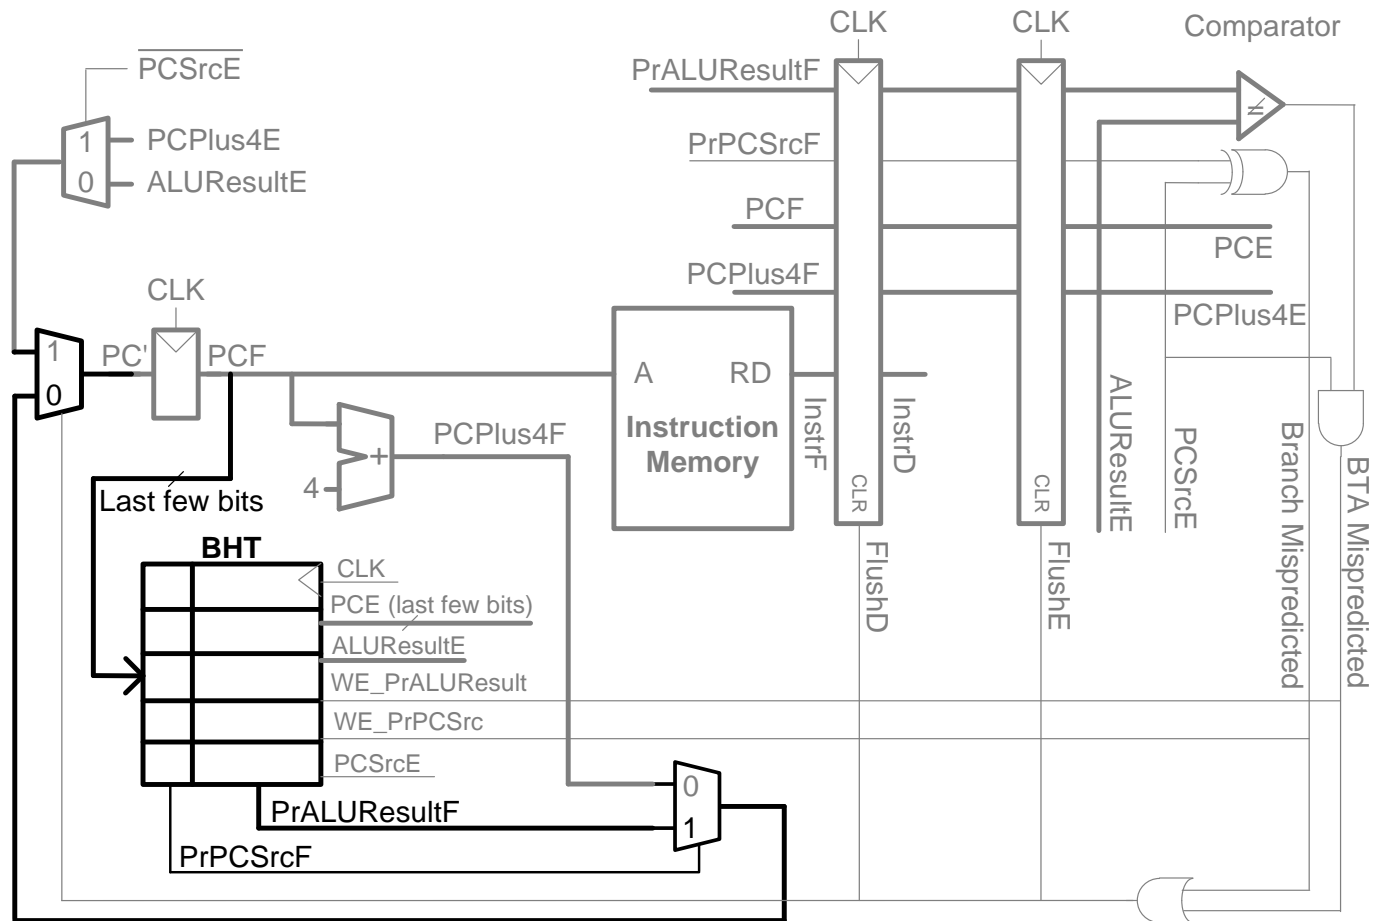 CLK
CLK
Comparator
PCSrcE
PrALUResultF
1
PCPlus4E
0
ALUResultE
≠
PrPCSrcF
PCF
PCE
PCPlus4F
PCPlus4E
CLK
1
PC'
PCF
0
A
RD
Instruction
Memory
InstrF
InstrD
CLR
CLR
ALUResultE
PCSrcE
Branch Mispredicted
BTA Mispredicted
PCPlus4F
+
4
Last few bits
FlushD
FlushE
BHT
CLK
PCE (last few bits)
ALUResultE
WE_PrALUResult
WE_PrPCSrc
PCSrcE
0
1
PrALUResultF
PrPCSrcF